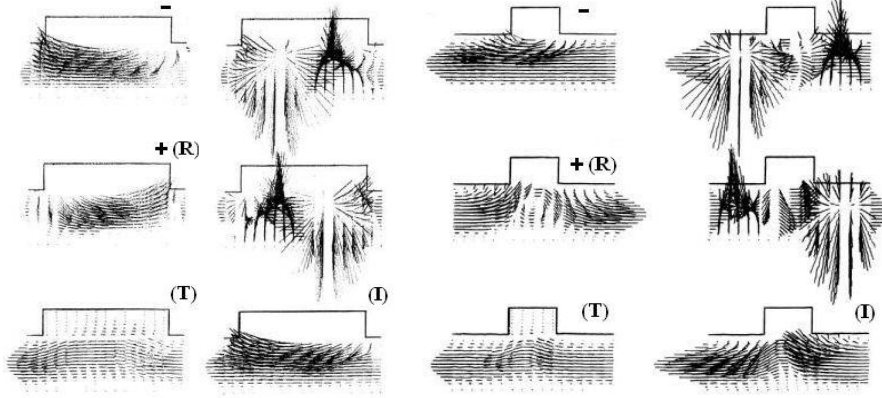 - -
+ (R) + (R)
(T) (I) (T) (I)